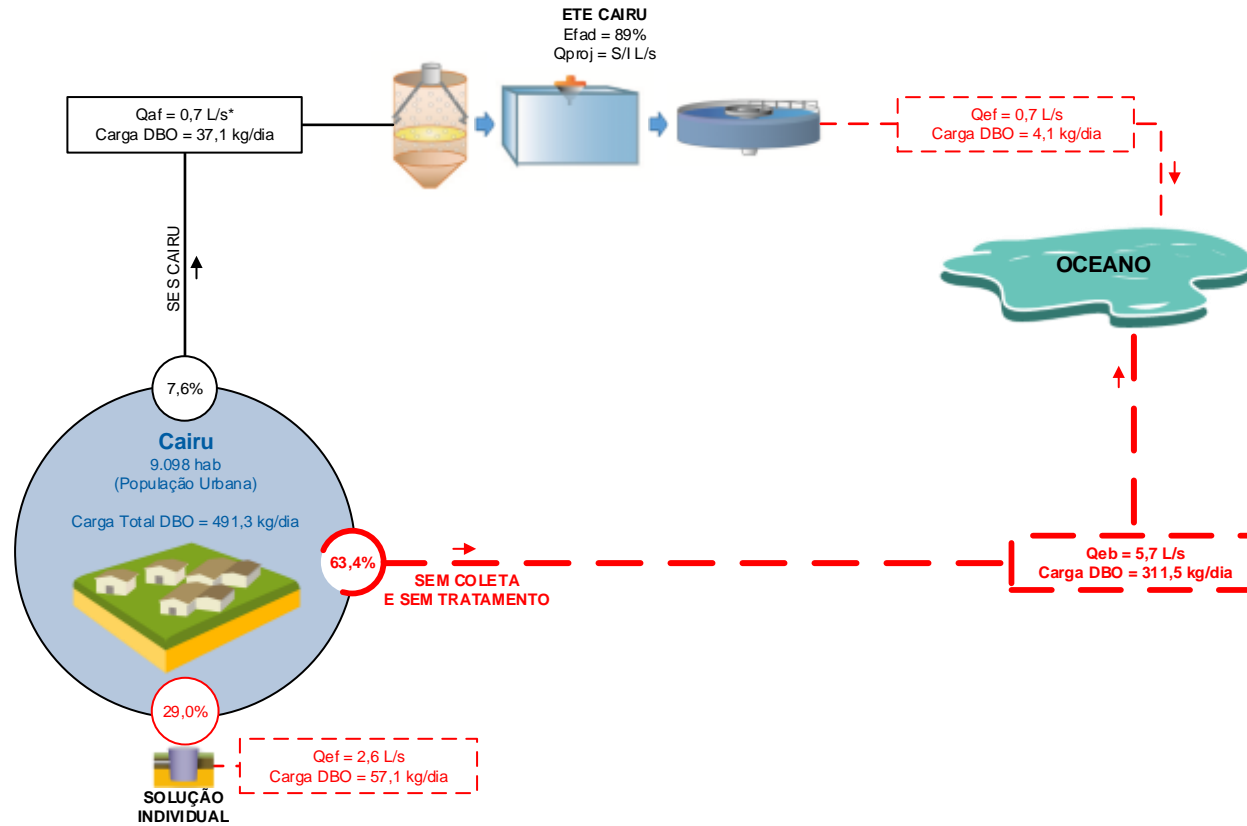 ETE CAIRU
Efad = 89%
Qproj = S/I L/s
Qaf = 0,7 L/s*
Carga DBO = 37,1 kg/dia
Qef = 0,7 L/s
Carga DBO = 4,1 kg/dia
SES CAIRU
OCEANO
7,6%
Cairu
9.098 hab
(População Urbana)
Carga Total DBO = 491,3 kg/dia
63,4%
SEM COLETA
E SEM TRATAMENTO
Qeb = 5,7 L/s
Carga DBO = 311,5 kg/dia
29,0%
Qef = 2,6 L/s
Carga DBO = 57,1 kg/dia
SOLUÇÃO
INDIVIDUAL